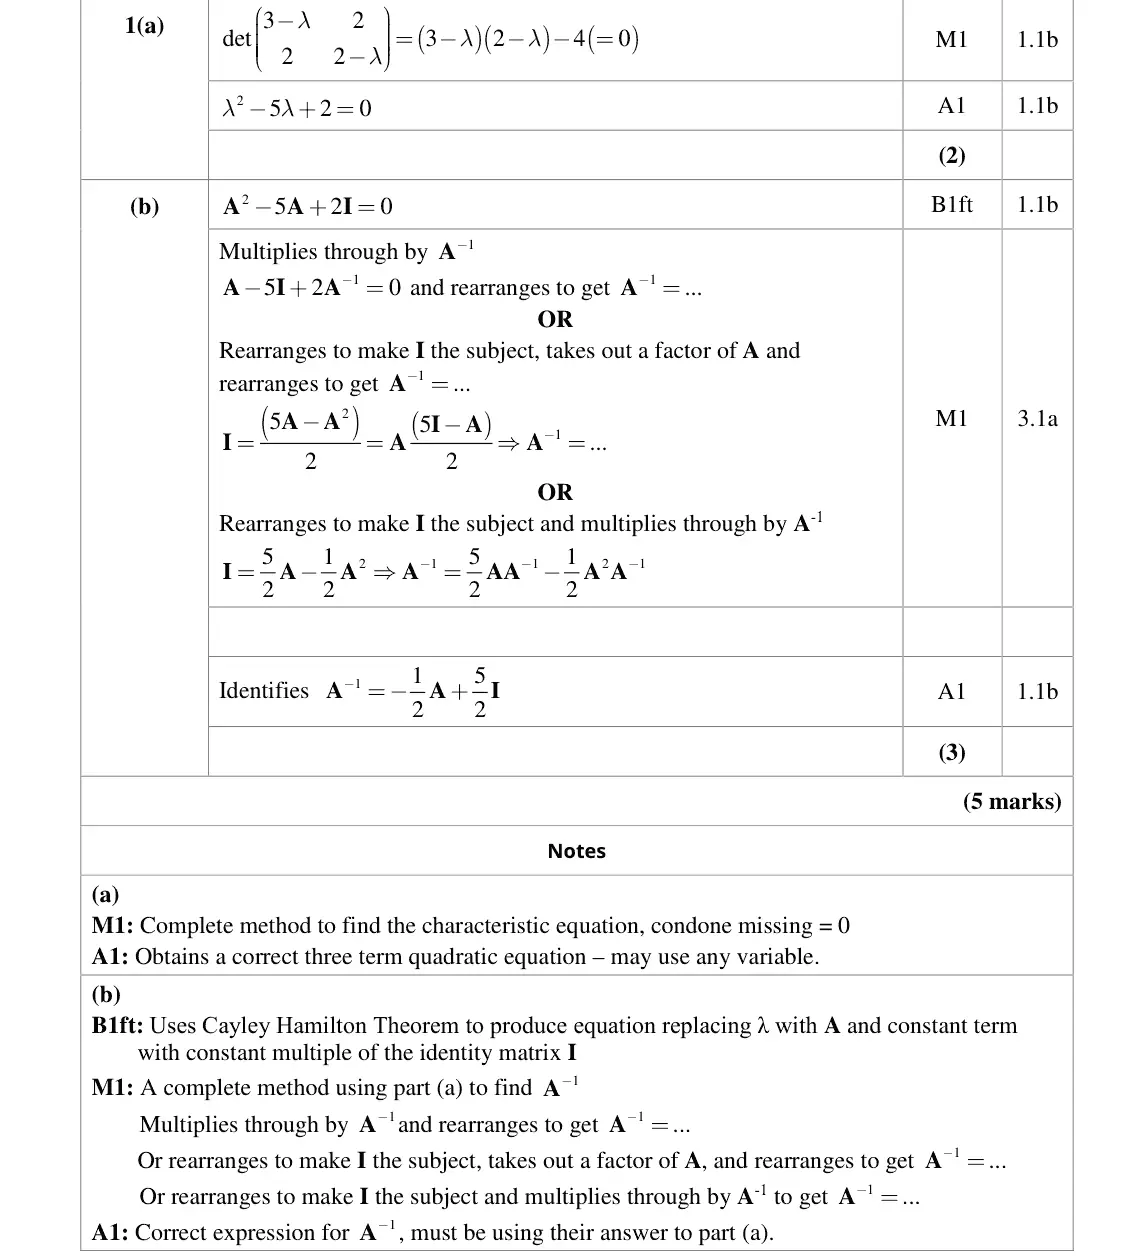 1(a)
det(3−λ 2
2 2−λ) = (3−λ)(2−λ)−4(=0)
M1 1.1b
λ² −5λ+2=0
A1 1.1b
(2)
(b)
A² −5A+2I=0
B1ft 1.1b
Multiplies through by A⁻¹
A−5I+2A⁻¹ =0 and rearranges to get A⁻¹ =...
OR
Rearranges to make I the subject, takes out a factor of A and
rearranges to get A⁻¹ =...
I = (5A−A²)/2 = A (5I−A)/2 ⇒ A⁻¹ =...
OR
Rearranges to make I the subject and multiplies through by A⁻¹
I = 5/2 A − 1/2 A² ⇒ A⁻¹ = 5/2 AA⁻¹ − 1/2 A²A⁻¹
M1 3.1a
Identifies A⁻¹ = −1/2 A + 5/2 I
A1 1.1b
(3)
(5 marks)
Notes
(a)
M1: Complete method to find the characteristic equation, condone missing = 0
A1: Obtains a correct three term quadratic equation – may use any variable.
(b)
B1ft: Uses Cayley Hamilton Theorem to produce equation replacing λ with A and constant term
with constant multiple of the identity matrix I
M1: A complete method using part (a) to find A⁻¹
Multiplies through by A⁻¹ and rearranges to get A⁻¹ =...
Or rearranges to make I the subject, takes out a factor of A, and rearranges to get A⁻¹ =...
Or rearranges to make I the subject and multiplies through by A⁻¹ to get A⁻¹ =...
A1: Correct expression for A⁻¹, must be using their answer to part (a).